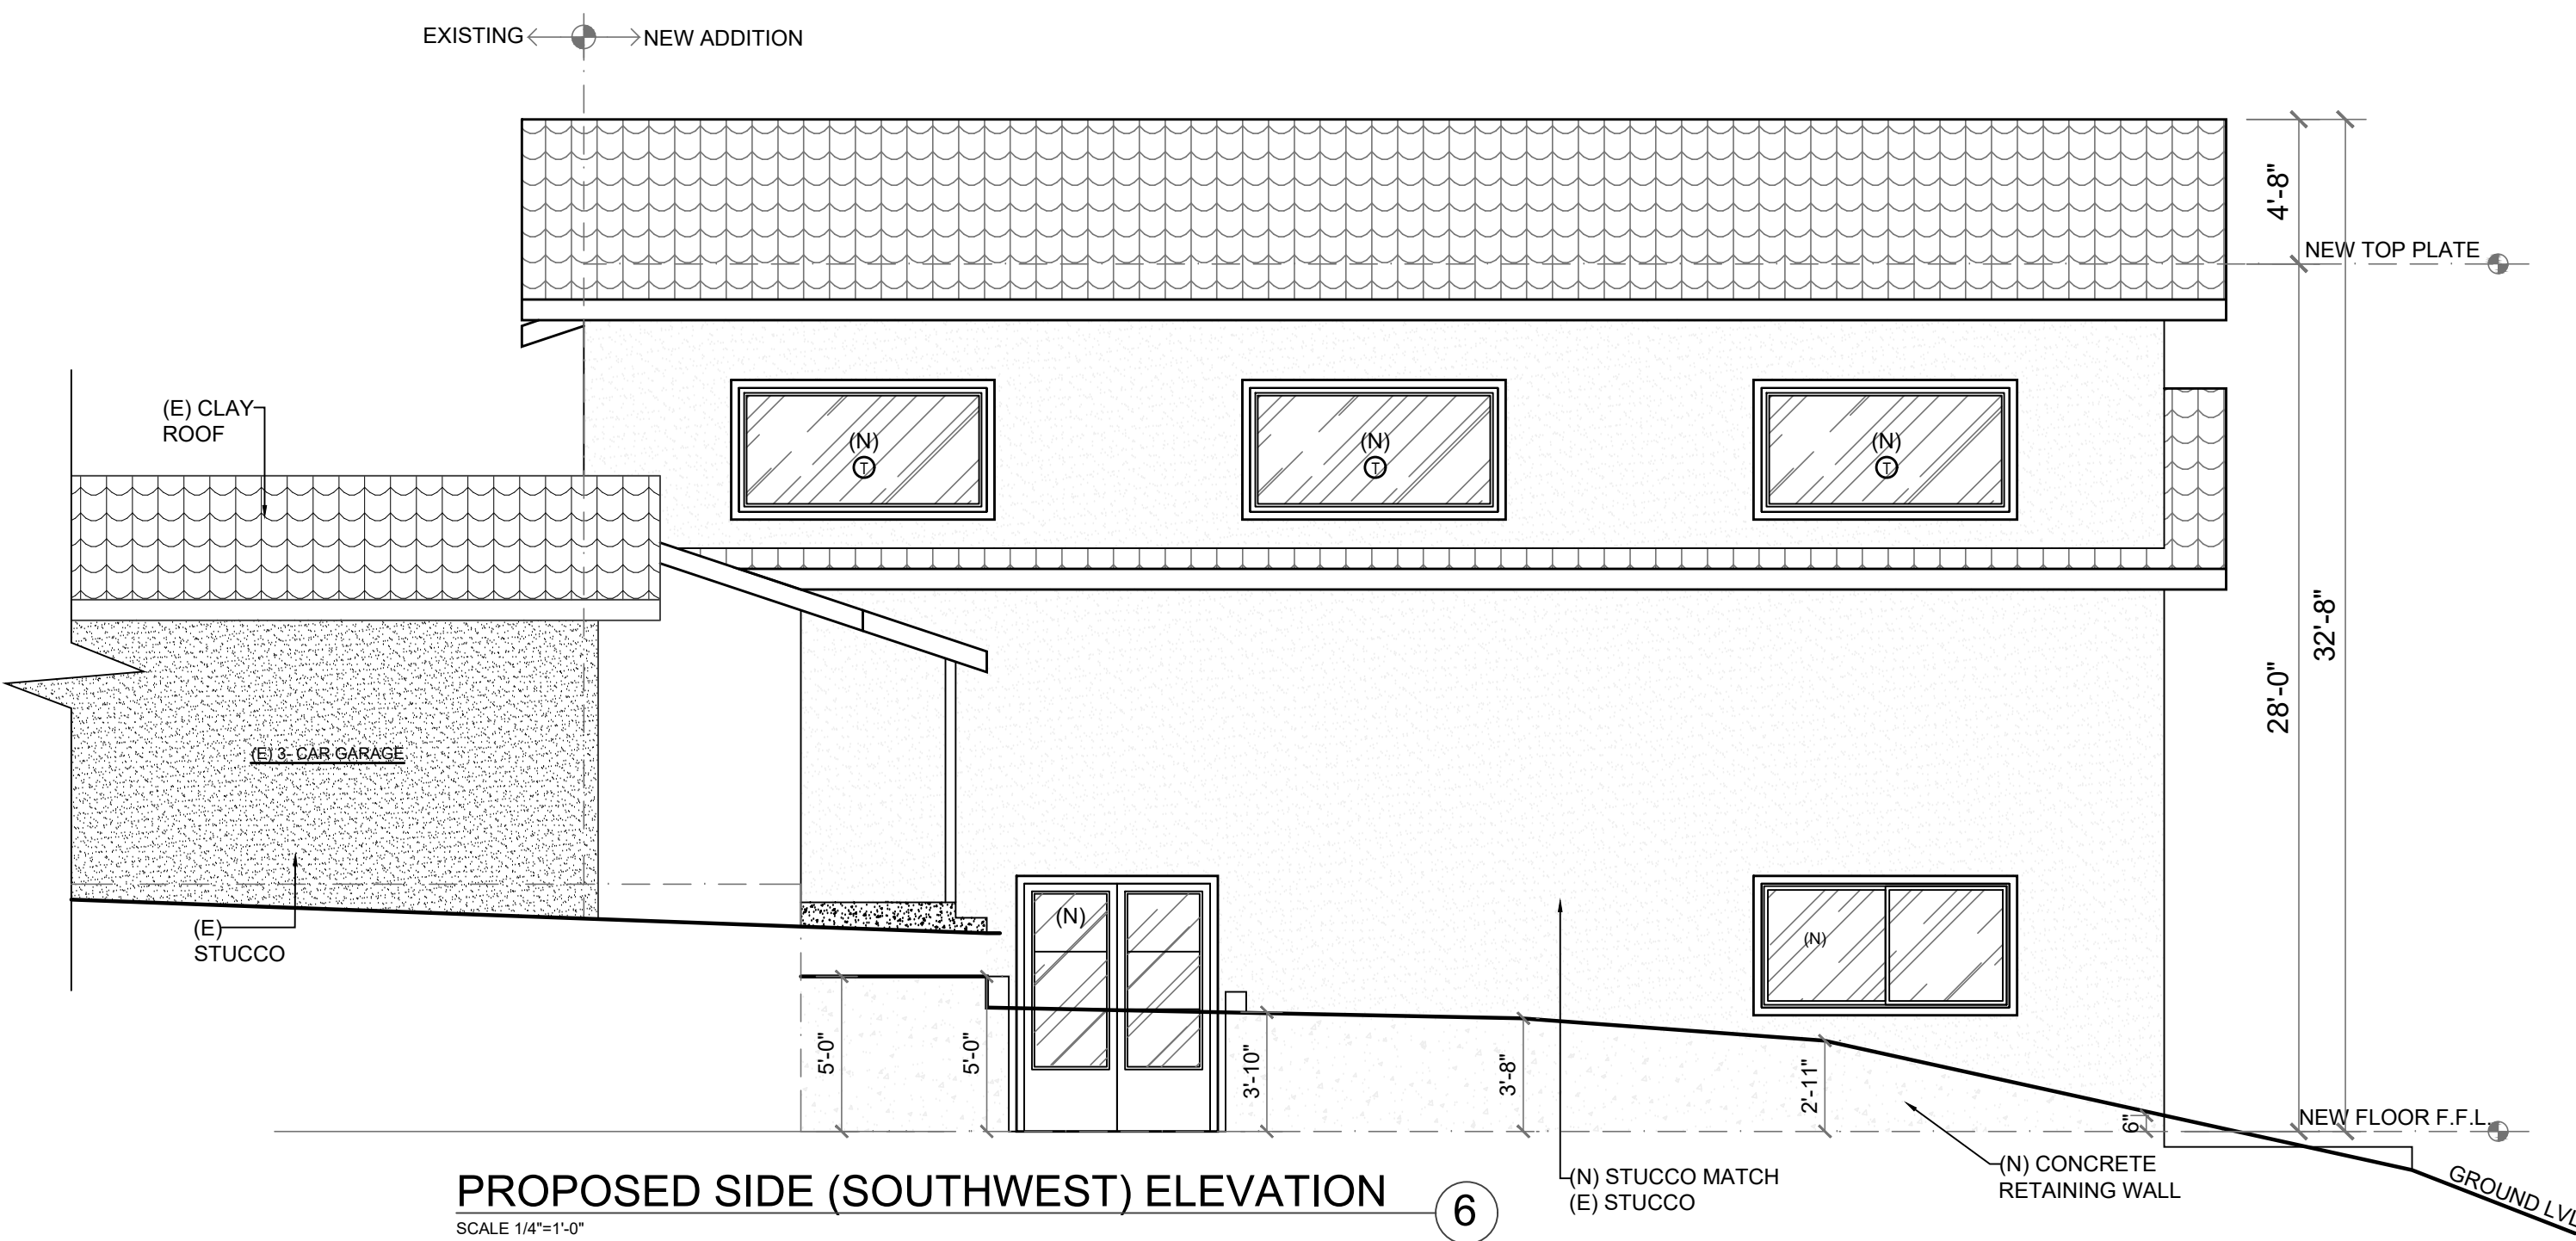 EXISTING
NEW ADDITION
4'-8"
NEW TOP PLATE
(E) CLAY
ROOF
(N)
T
(N)
T
(N)
T
32'-8"
28'-0"
(E) 3- CAR GARAGE
(E)
STUCCO
(N)
(N)
5'-0"
5'-0"
3'-10"
3'-8"
2'-11"
6"
NEW FLOOR F.F.L.
(N) STUCCO MATCH
(E) STUCCO
(N) CONCRETE
RETAINING WALL
GROUND LVL
PROPOSED SIDE (SOUTHWEST) ELEVATION
6
SCALE 1/4"=1'-0"